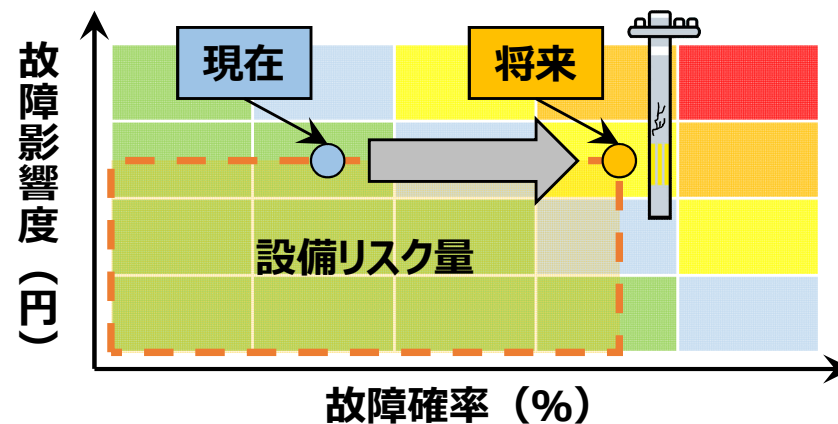 現在
将来
故障影響度（円）
設備リスク量
故障確率（%）